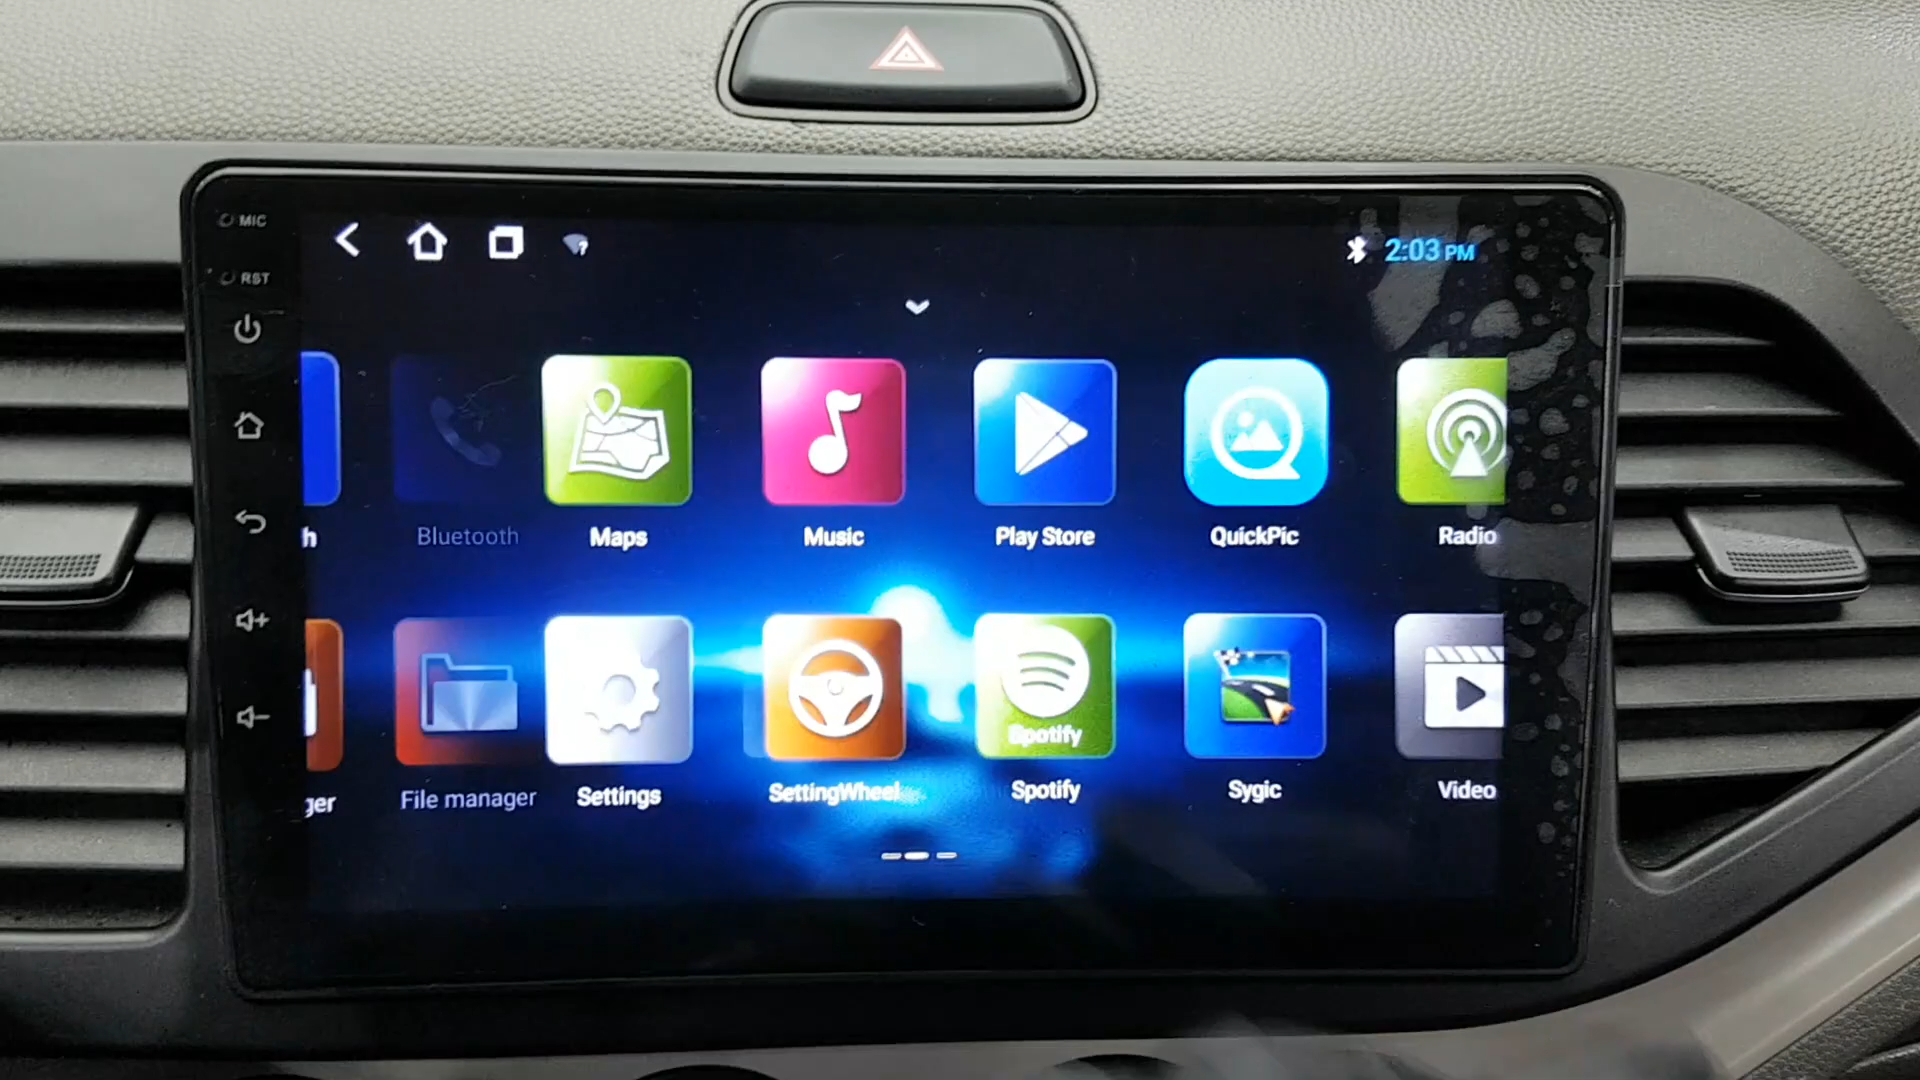 MIC
2:03 PM
RST
h Bluetooth Maps Music Play Store QuickPic Radio
Spotify
ger File manager Settings SettingWheel Spotify Sygic Video